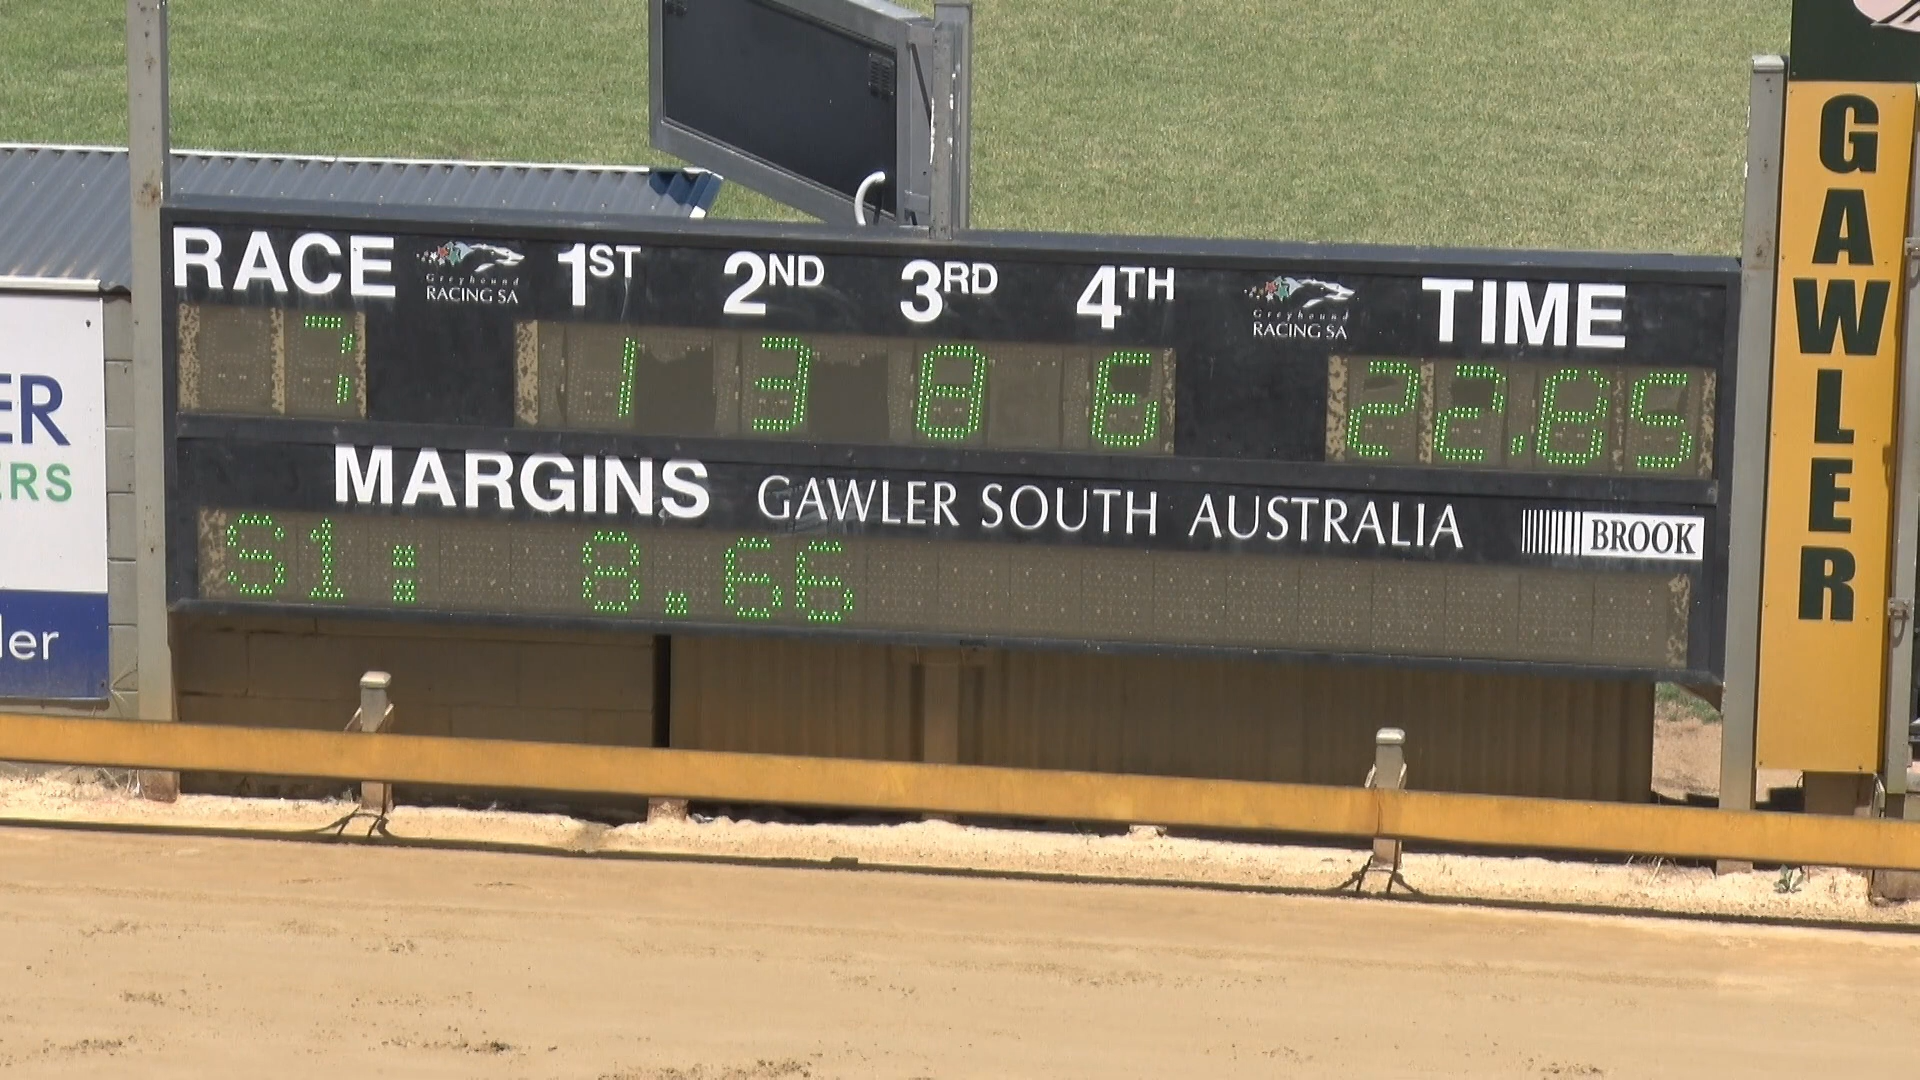 RACE 1ST 2ND 3RD 4TH TIME
Greyhound RACING SA
Greyhound RACING SA
7 1 3 8 6 22.85
MARGINS GAWLER SOUTH AUSTRALIA BROOK
S1: 8.66
GAWLER
ER
ERS
ler